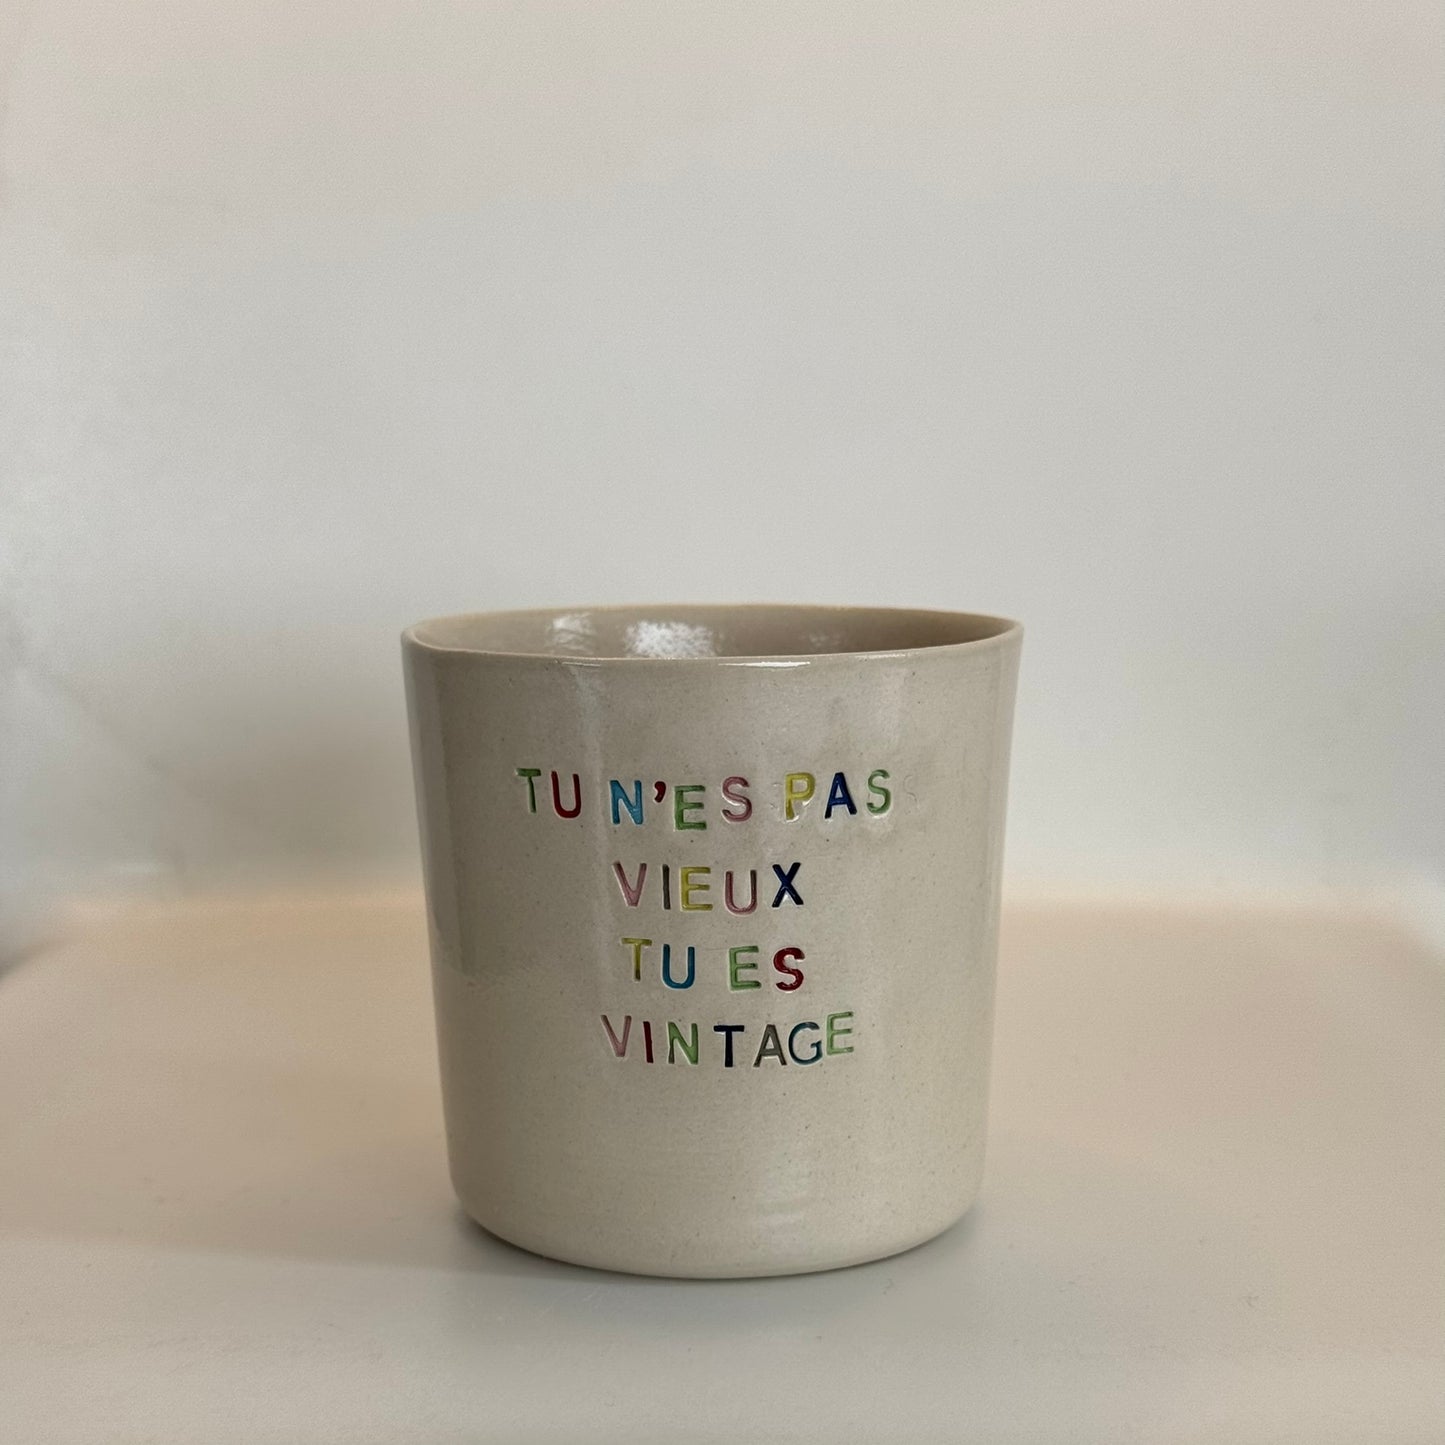 TU N'ES PAS
VIEUX
TU ES
VINTAGE